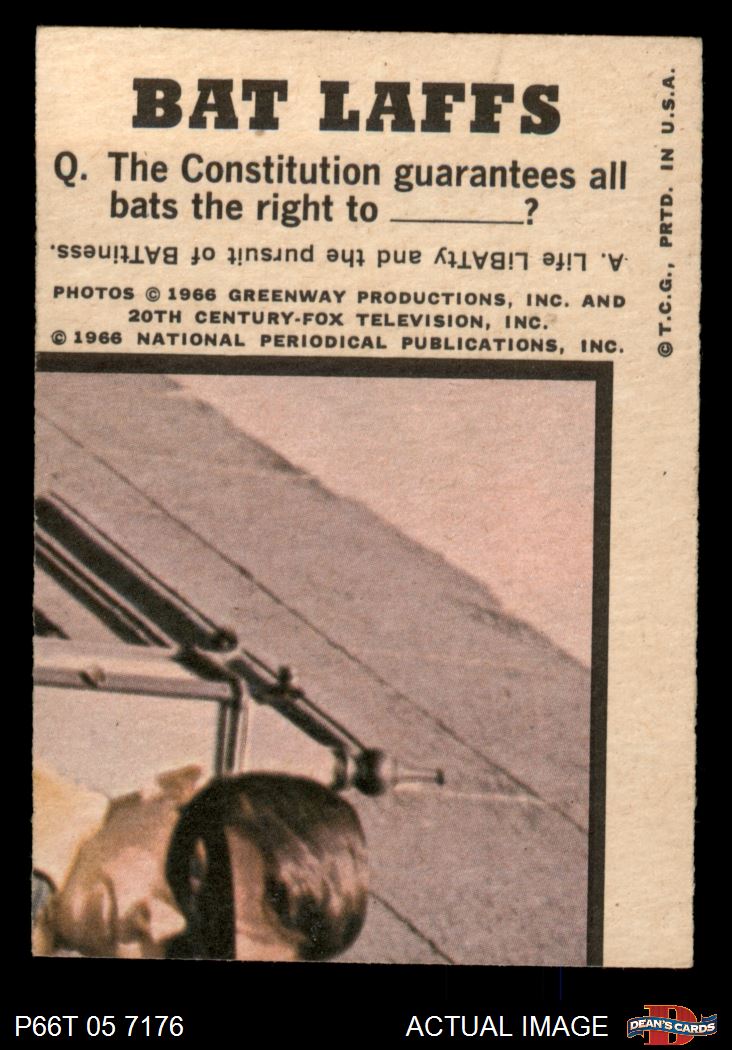 BAT LAFFS
Q. The Constitution guarantees all
bats the right to ________?
A. Life LiBATty and the pursuit of BATiness.
PHOTOS © 1966 GREENWAY PRODUCTIONS, INC. AND
20TH CENTURY-FOX TELEVISION, INC.
© 1966 NATIONAL PERIODICAL PUBLICATIONS, INC.
© T.C.G., PRTD. IN U.S.A.
P66T 05 7176
ACTUAL IMAGE
D
DEAN'S CARDS